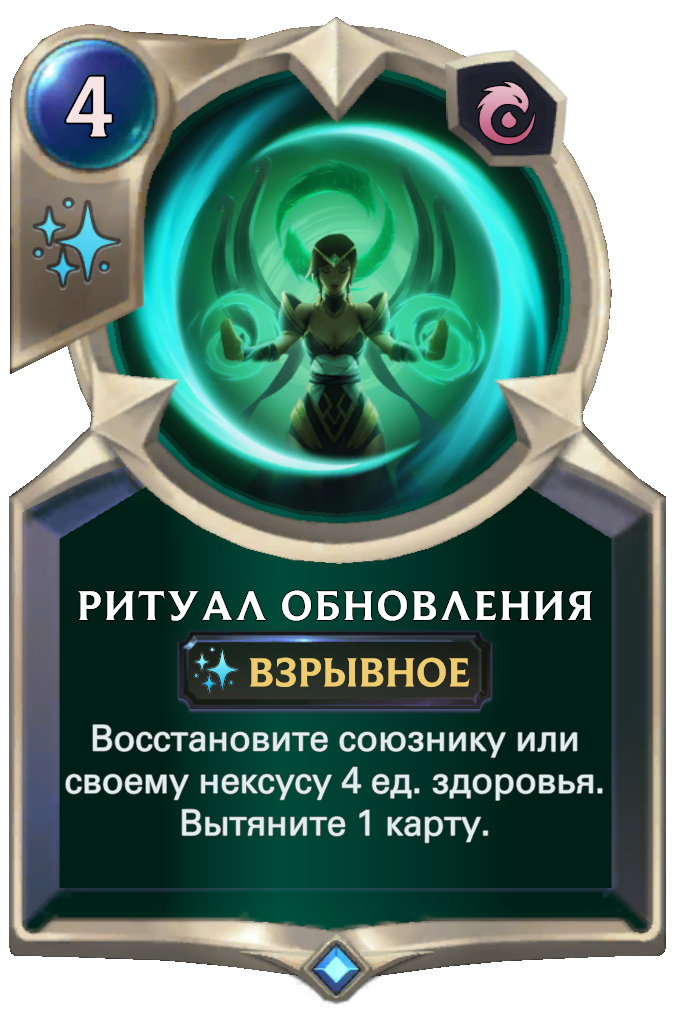 4
РИТУАЛ ОБНОВЛЕНИЯ
ВЗРЫВНОЕ
Восстановите союзнику или
своему нексусу 4 ед. здоровья.
Вытяните 1 карту.